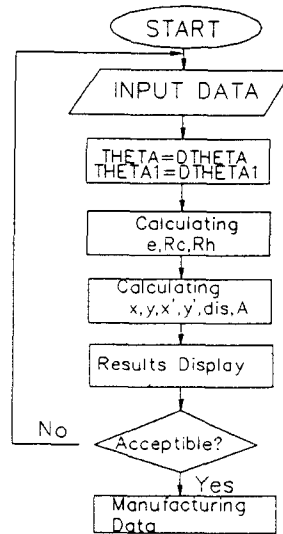 START
INPUT DATA
THETA=DTHETA
THETA1=DTHETA1
Calculating
e,Rc,Rh
Calculating
x,y,x',y',dis,A
Results Display
Acceptible?
No
Yes
Manufacturing
Data